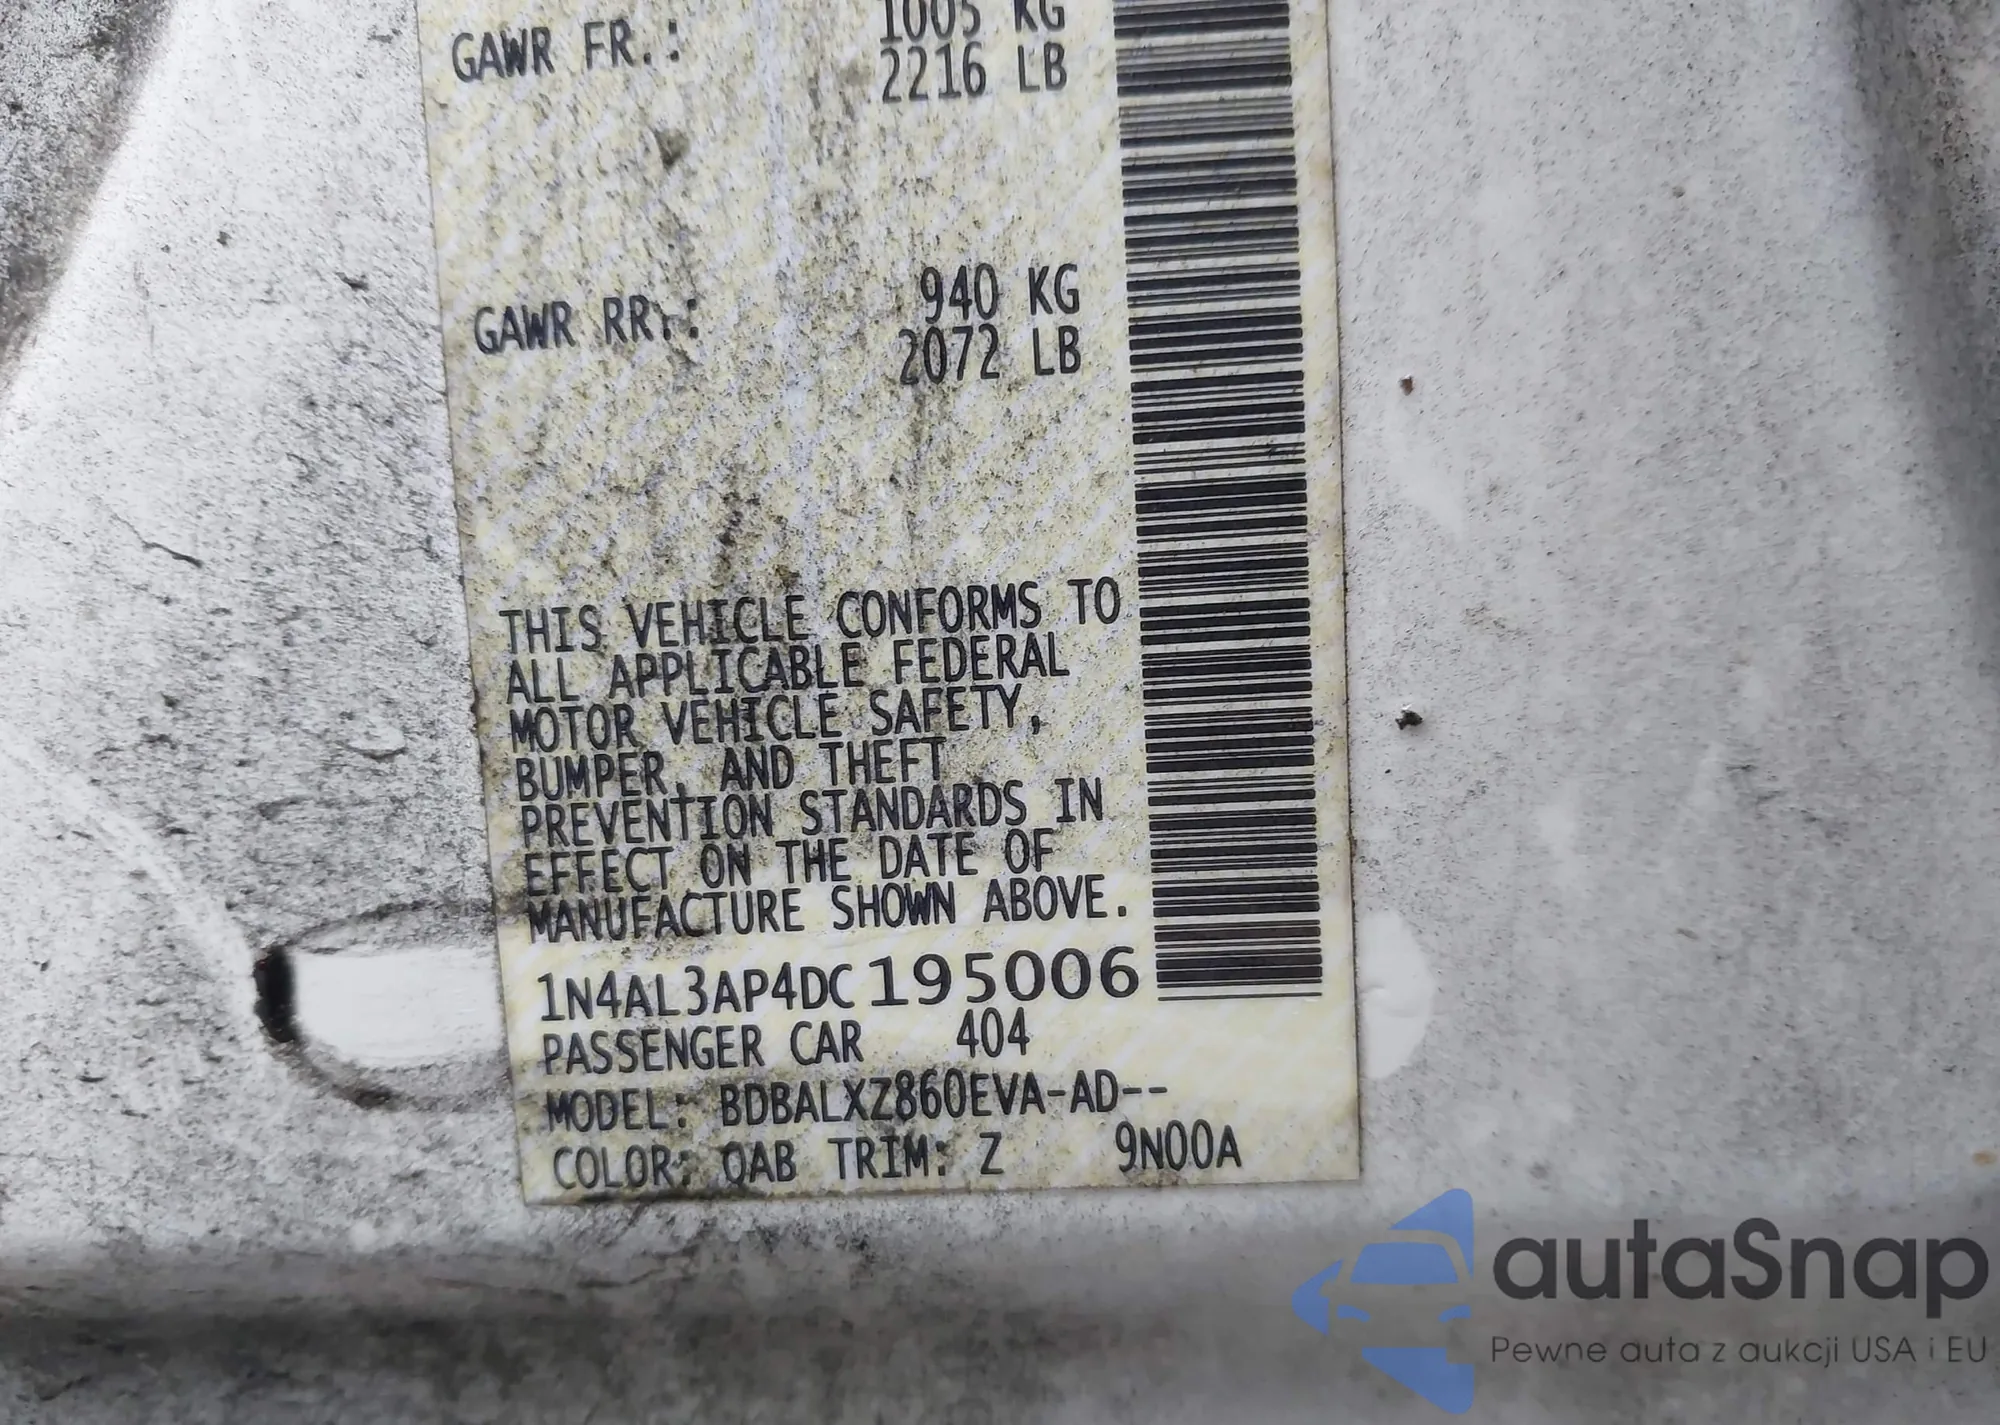 GAWR FR.: 1005 KG
2216 LB
GAWR RR.: 940 KG
2072 LB
THIS VEHICLE CONFORMS TO
ALL APPLICABLE FEDERAL
MOTOR VEHICLE SAFETY,
BUMPER, AND THEFT
PREVENTION STANDARDS IN
EFFECT ON THE DATE OF
MANUFACTURE SHOWN ABOVE.
1N4AL3AP4DC195006
PASSENGER CAR 404
MODEL: BDBALXZ860EVA-AD--
COLOR: QAB TRIM: Z 9N00A
autaSnap
Pewne auta z aukcji USA i EU